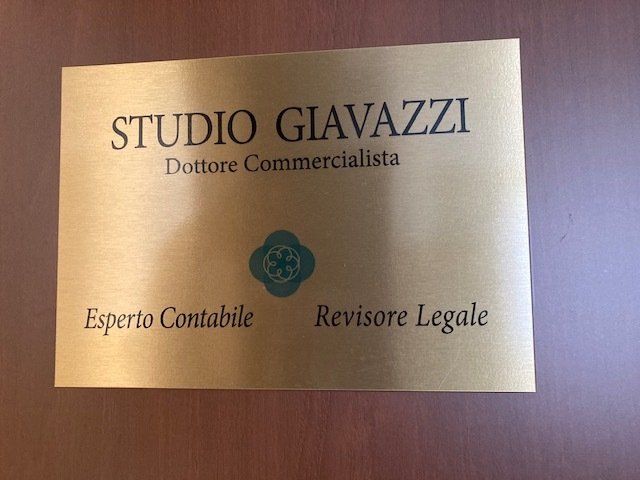 STUDIO GIAVAZZI
Dottore Commercialista
Esperto Contabile
Revisore Legale